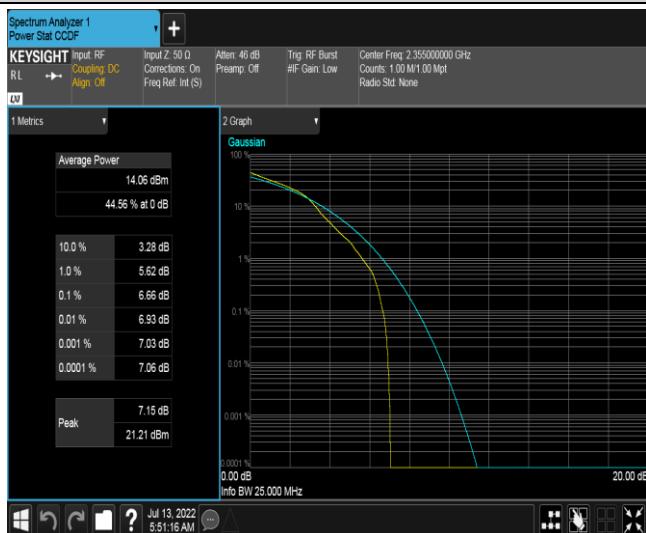 Spectrum Analyzer 1
Power Stat CCDF
+
KEYSIGHT
RL
LXI
Input: RF
Coupling: DC
Align: Off
Input Z: 50 Ω
Corrections: On
Freq Ref: Int (S)
Atten: 46 dB
Preamp: Off
Trig: RF Burst
#IF Gain: Low
Center Freq: 2.355000000 GHz
Counts: 1.00 M/1.00 Mpt
Radio Std: None
1 Metrics
Average Power
14.06 dBm
44.56 % at 0 dB
10.0 % 3.28 dB
1.0 % 5.62 dB
0.1 % 6.66 dB
0.01 % 6.93 dB
0.001 % 7.03 dB
0.0001 % 7.06 dB
Peak
7.15 dB
21.21 dBm
2 Graph
Gaussian
100 %
10 %
1 %
0.1 %
0.01 %
0.001 %
0.0001 %
0.00 dB 20.00 dB
Info BW 25.000 MHz
?
Jul 13, 2022
5:51:16 AM